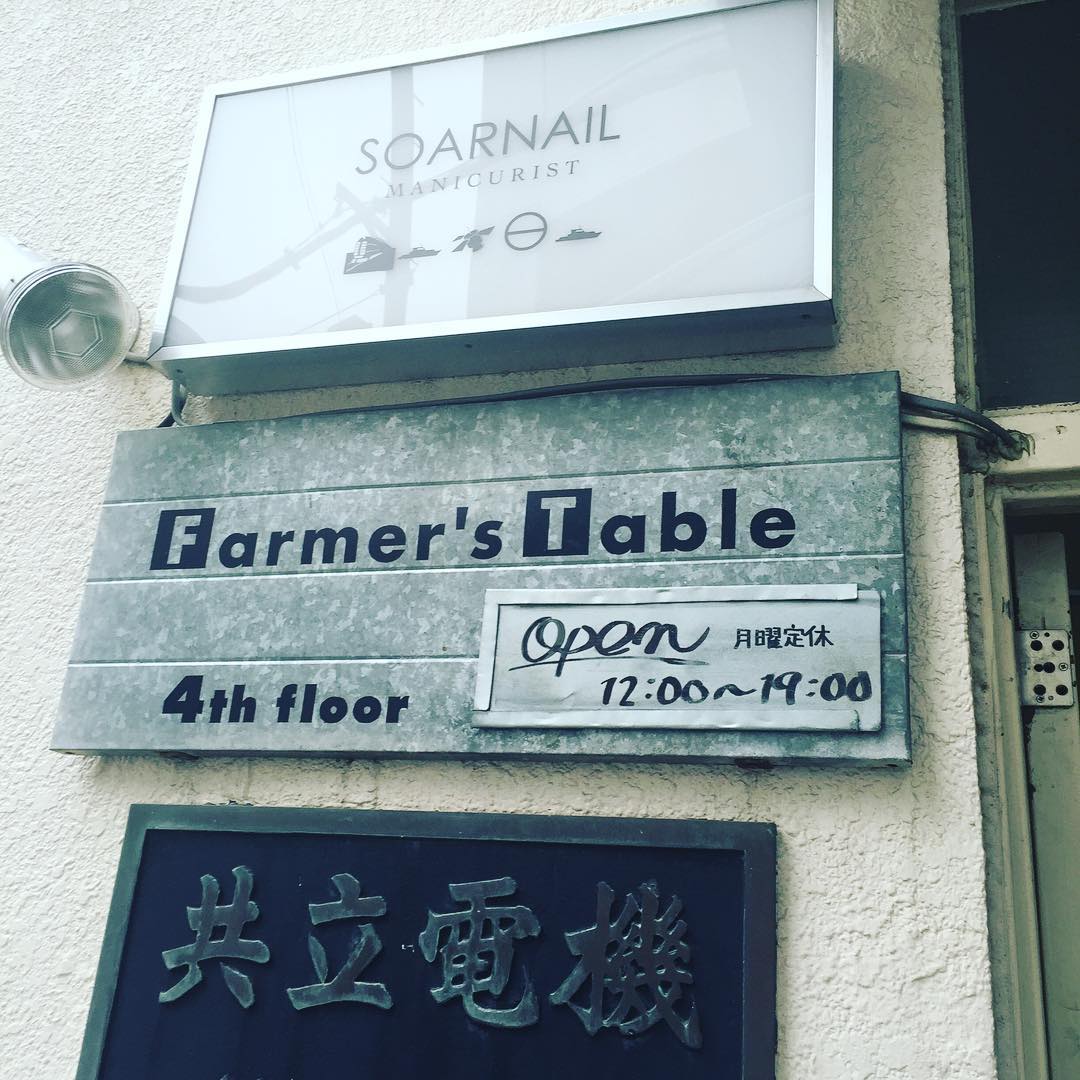 SOARNAIL
MANICURIST
Farmer's Table
Open 月曜定休
12:00～19:00
4th floor
共立電機